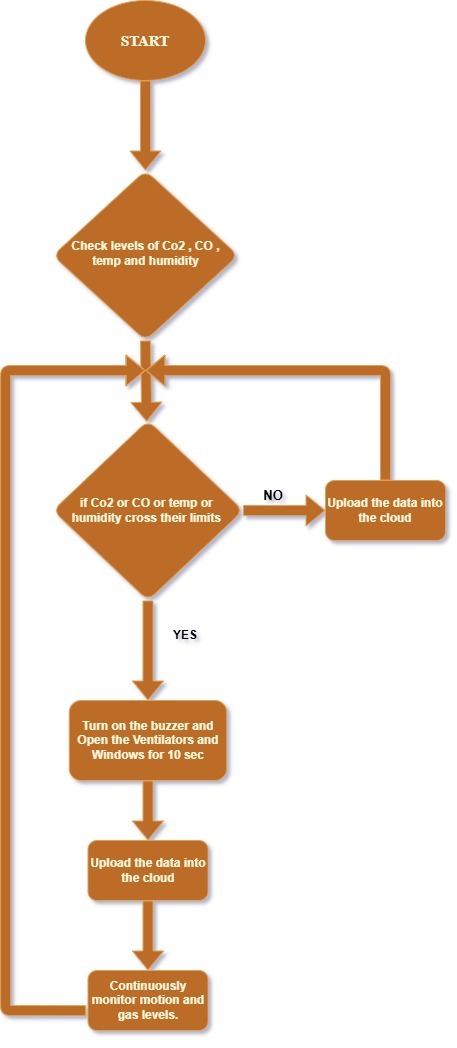 START
Check levels of Co2 , CO ,
temp and humidity
if Co2 or CO or temp or
humidity cross their limits
NO
Upload the data into
the cloud
YES
Turn on the buzzer and
Open the Ventilators and
Windows for 10 sec
Upload the data into
the cloud
Continuously
monitor motion and
gas levels.